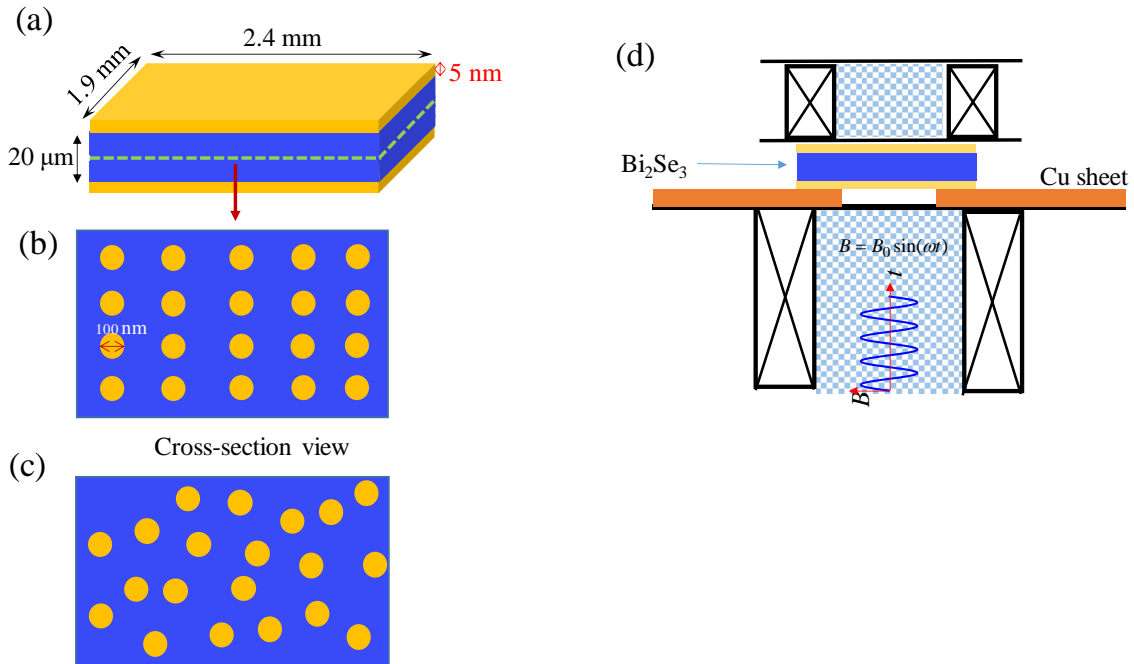 (a)
2.4 mm
1.9 mm
5 nm
20 μm
(b)
100 nm
Cross-section view
(c)
(d)
Bi₂Se₃
Cu sheet
B = B₀ sin(ωt)
t
B